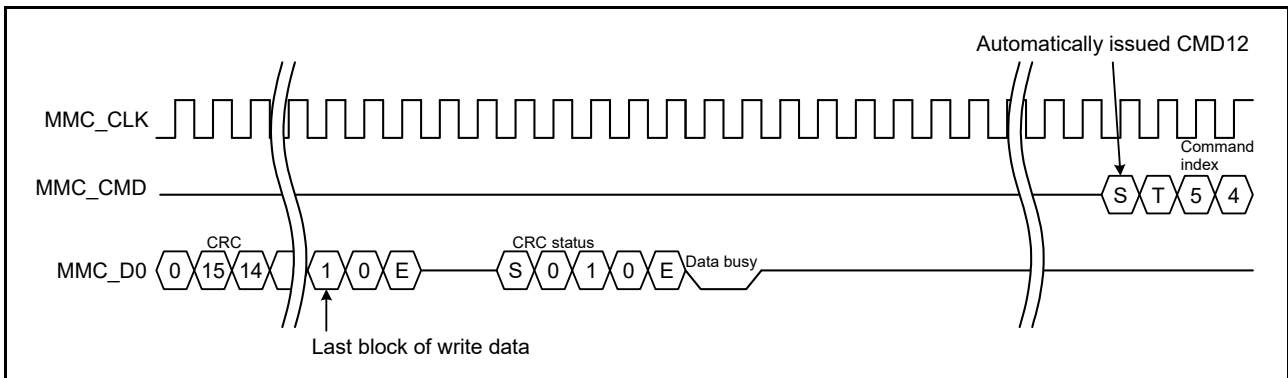 Automatically issued CMD12
MMC_CLK
Command
index
MMC_CMD
S T 5 4
CRC
CRC status
MMC_D0
0 15 14 1 0 E S 0 1 0 E Data busy
Last block of write data